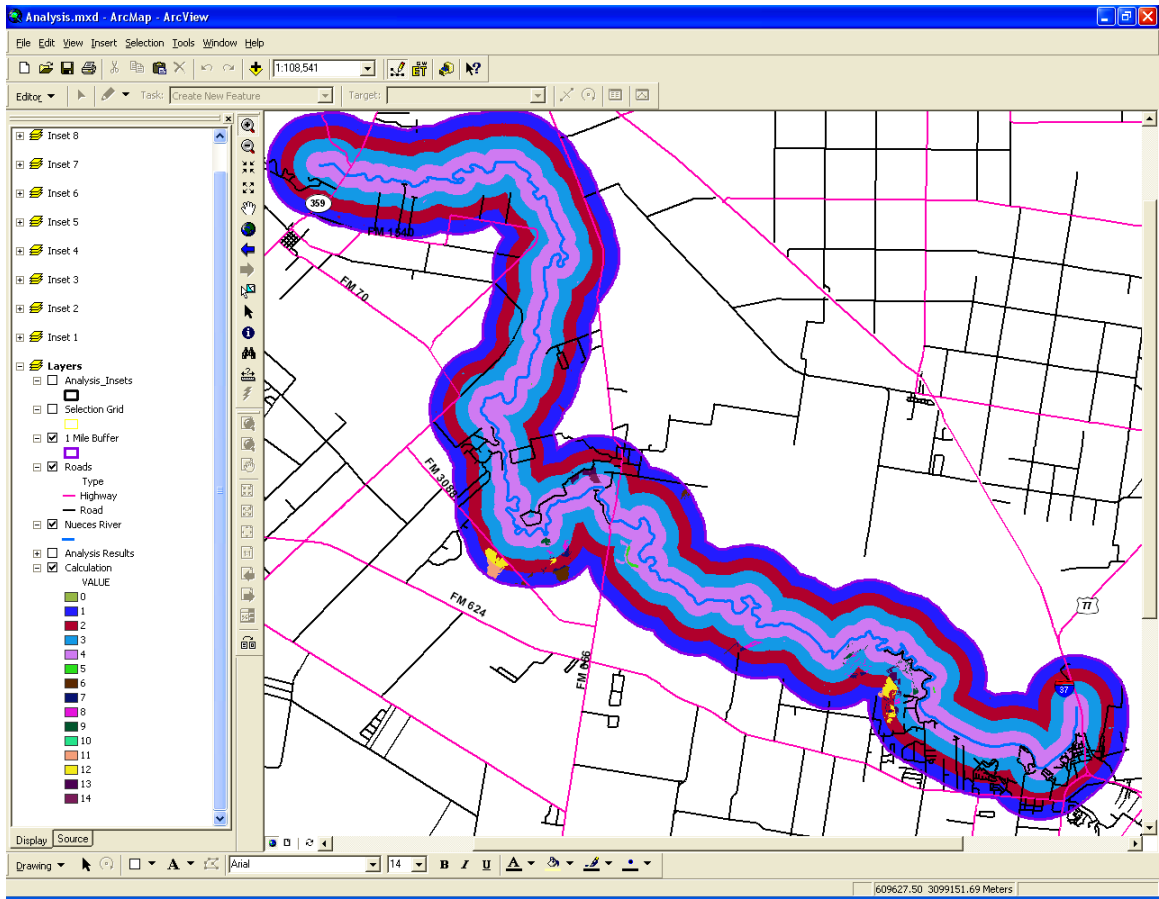 Analysis.mxd - ArcMap - ArcView
File Edit View Insert Selection Tools Window Help
1:108,541
Editor Task: Create New Feature Target:
Inset 8
Inset 7
Inset 6
Inset 5
Inset 4
Inset 3
Inset 2
Inset 1
Layers
Analysis_Insets
Selection Grid
1 Mile Buffer
Roads
Type
Highway
Road
Nueces River
Analysis Results
Calculation
VALUE
0
1
2
3
4
5
6
7
8
9
10
11
12
13
14
Display Source
359
FM 1540
FM 70
FM 3088
FM 624
FM 666
77
37
Drawing A Arial 14 B I U A
609627.50 3099151.69 Meters